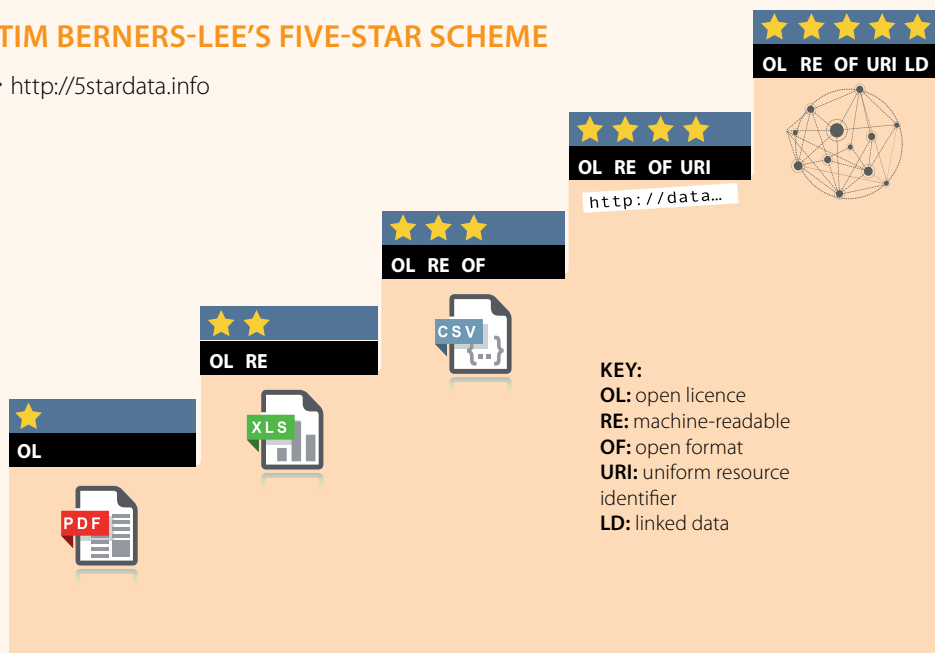 TIM BERNERS-LEE'S FIVE-STAR SCHEME
http://5stardata.info
OL RE OF URI LD
OL RE OF URI
http://data…
OL RE OF
CSV
{..}
OL RE
XLS
OL
PDF
KEY:
OL: open licence
RE: machine-readable
OF: open format
URI: uniform resource
identifier
LD: linked data